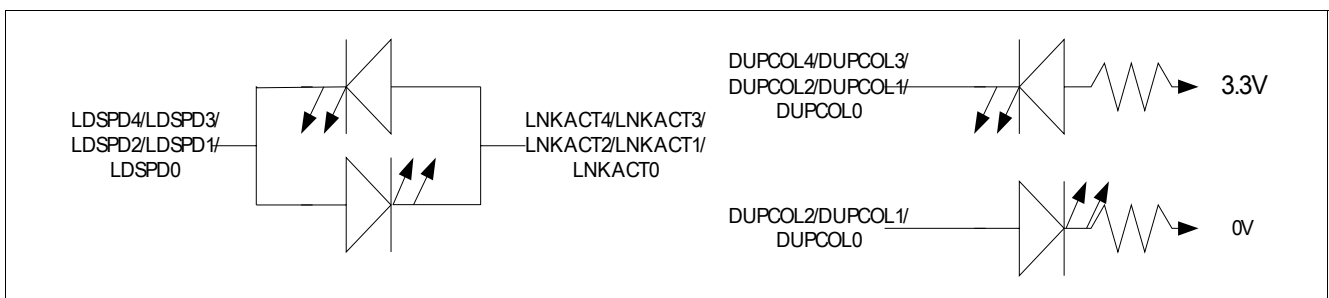 LDSPD4/LDSPD3/
LDSPD2/LDSPD1/
LDSPD0
LNKACT4/LNKACT3/
LNKACT2/LNKACT1/
LNKACT0
DUPCOL4/DUPCOL3/
DUPCOL2/DUPCOL1/
DUPCOL0
3.3V
DUPCOL2/DUPCOL1/
DUPCOL0
0V